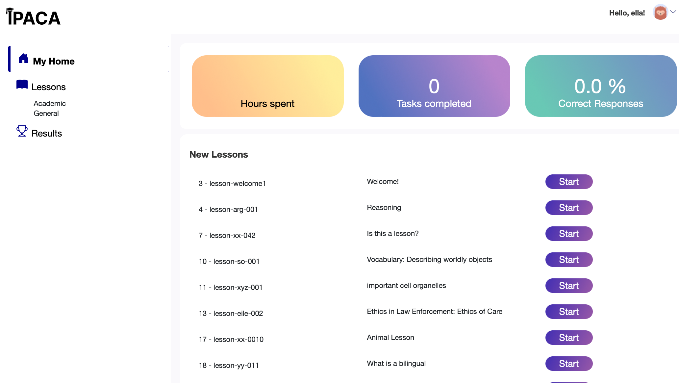 IPACA
Hello, ella!
My Home
Lessons
Academic
General
Results
Hours spent
0
Tasks completed
0.0 %
Correct Responses
New Lessons
3 - lesson-welcome1 Welcome! Start
4 - lesson-arg-001 Reasoning Start
7 - lesson-xx-042 Is this a lesson? Start
10 - lesson-so-001 Vocabulary: Describing worldly objects Start
11 - lesson-xyz-001 important cell organelles Start
13 - lesson-eile-002 Ethics in Law Enforcement: Ethics of Care Start
17 - lesson-xx-0010 Animal Lesson Start
18 - lesson-yy-011 What is a bilingual Start